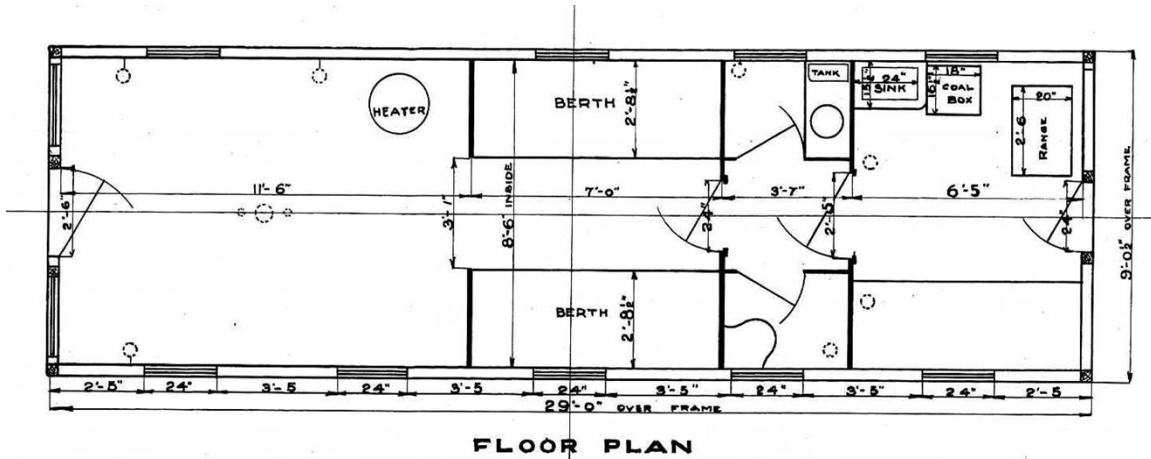 TANK
24"
SINK
15½"
18"
COAL
BOX
16½"
20"
2'-6
RANGE
HEATER
BERTH
2'-8½"
11'-6"
7'-0"
3'-7"
6'-5"
2'-6"
3'-1"
8'-6" INSIDE
24"
24"
9'-0½" OVER FRAME
BERTH
2'-8½"
2'-5"
24"
3'-5
24"
3'-5
24"
3'-5"
24"
3'-5
24"
2'-5
29'-0" OVER FRAME
FLOOR PLAN